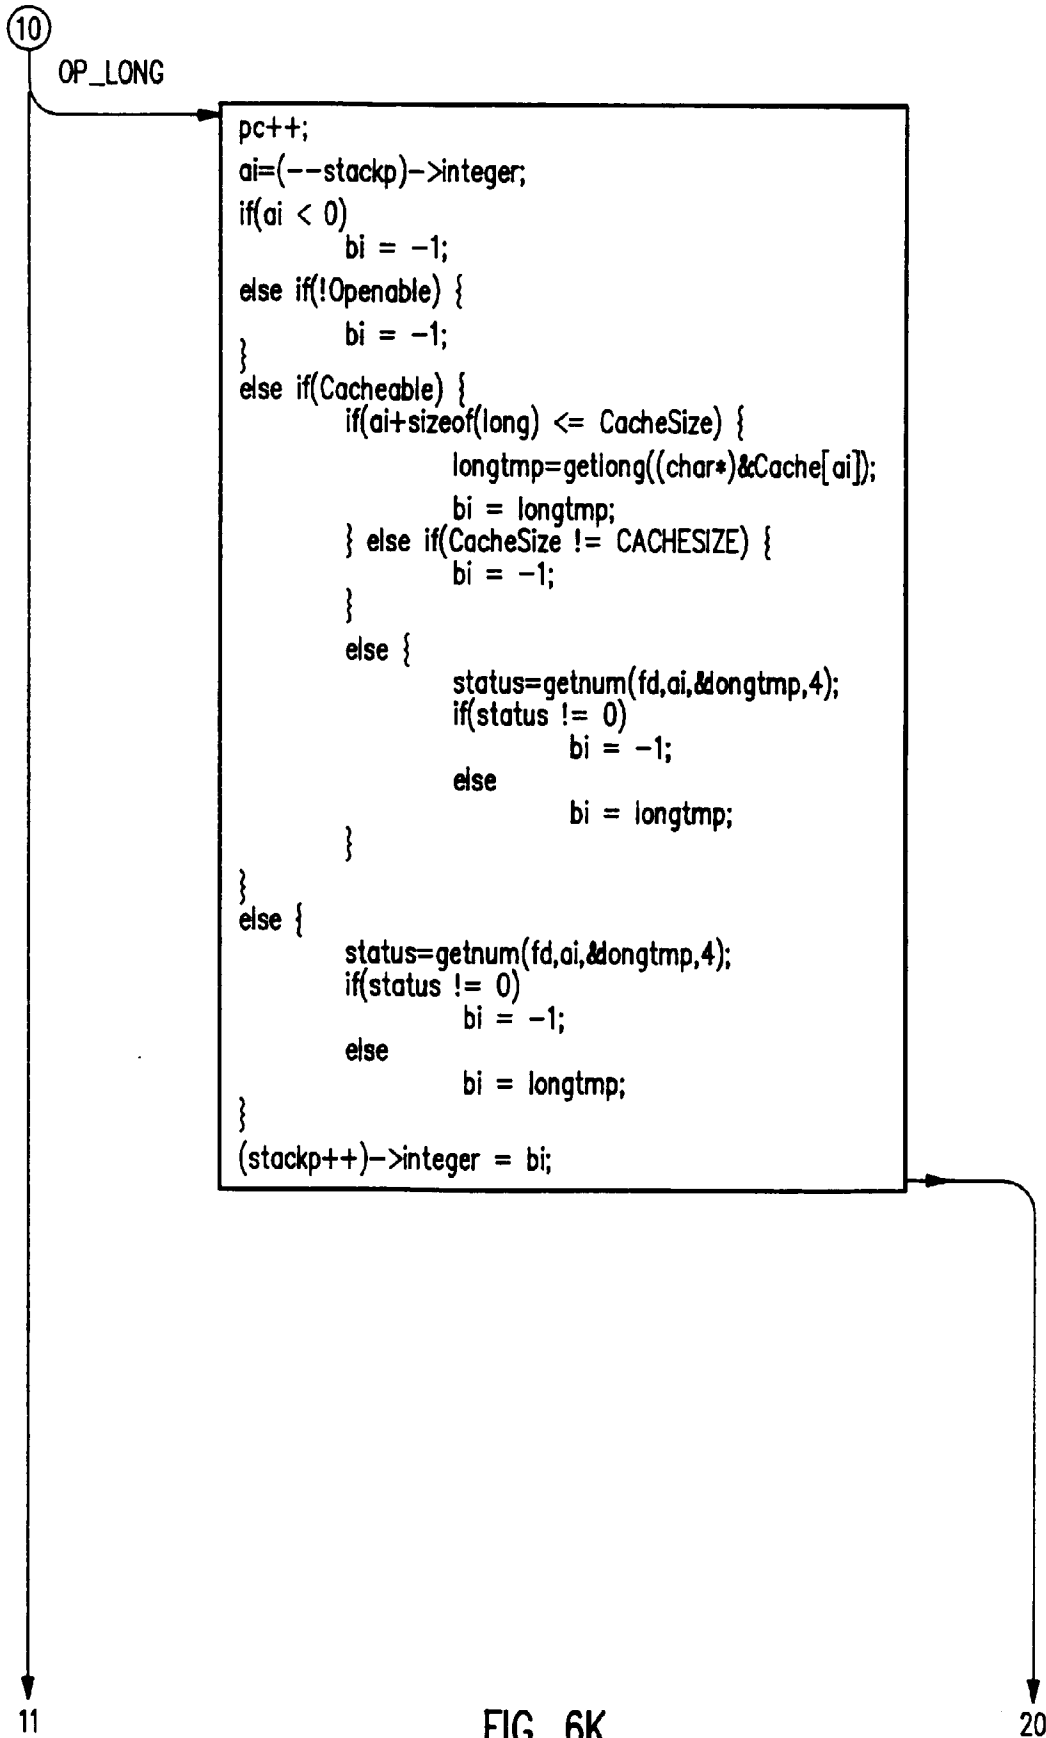 10
OP_LONG
pc++;
ai=(--stackp)->integer;
if(ai < 0)
bi = -1;
else if(!Openable) {
bi = -1;
}
else if(Cacheable) {
if(ai+sizeof(long) <= CacheSize) {
longtmp=getlong((char*)&Cache[ai]);
bi = longtmp;
} else if(CacheSize != CACHESIZE) {
bi = -1;
}
else {
status=getnum(fd,ai,&longtmp,4);
if(status != 0)
bi = -1;
else
bi = longtmp;
}
}
else {
status=getnum(fd,ai,&longtmp,4);
if(status != 0)
bi = -1;
else
bi = longtmp;
}
(stackp++)->integer = bi;
11
FIG. 6K
20